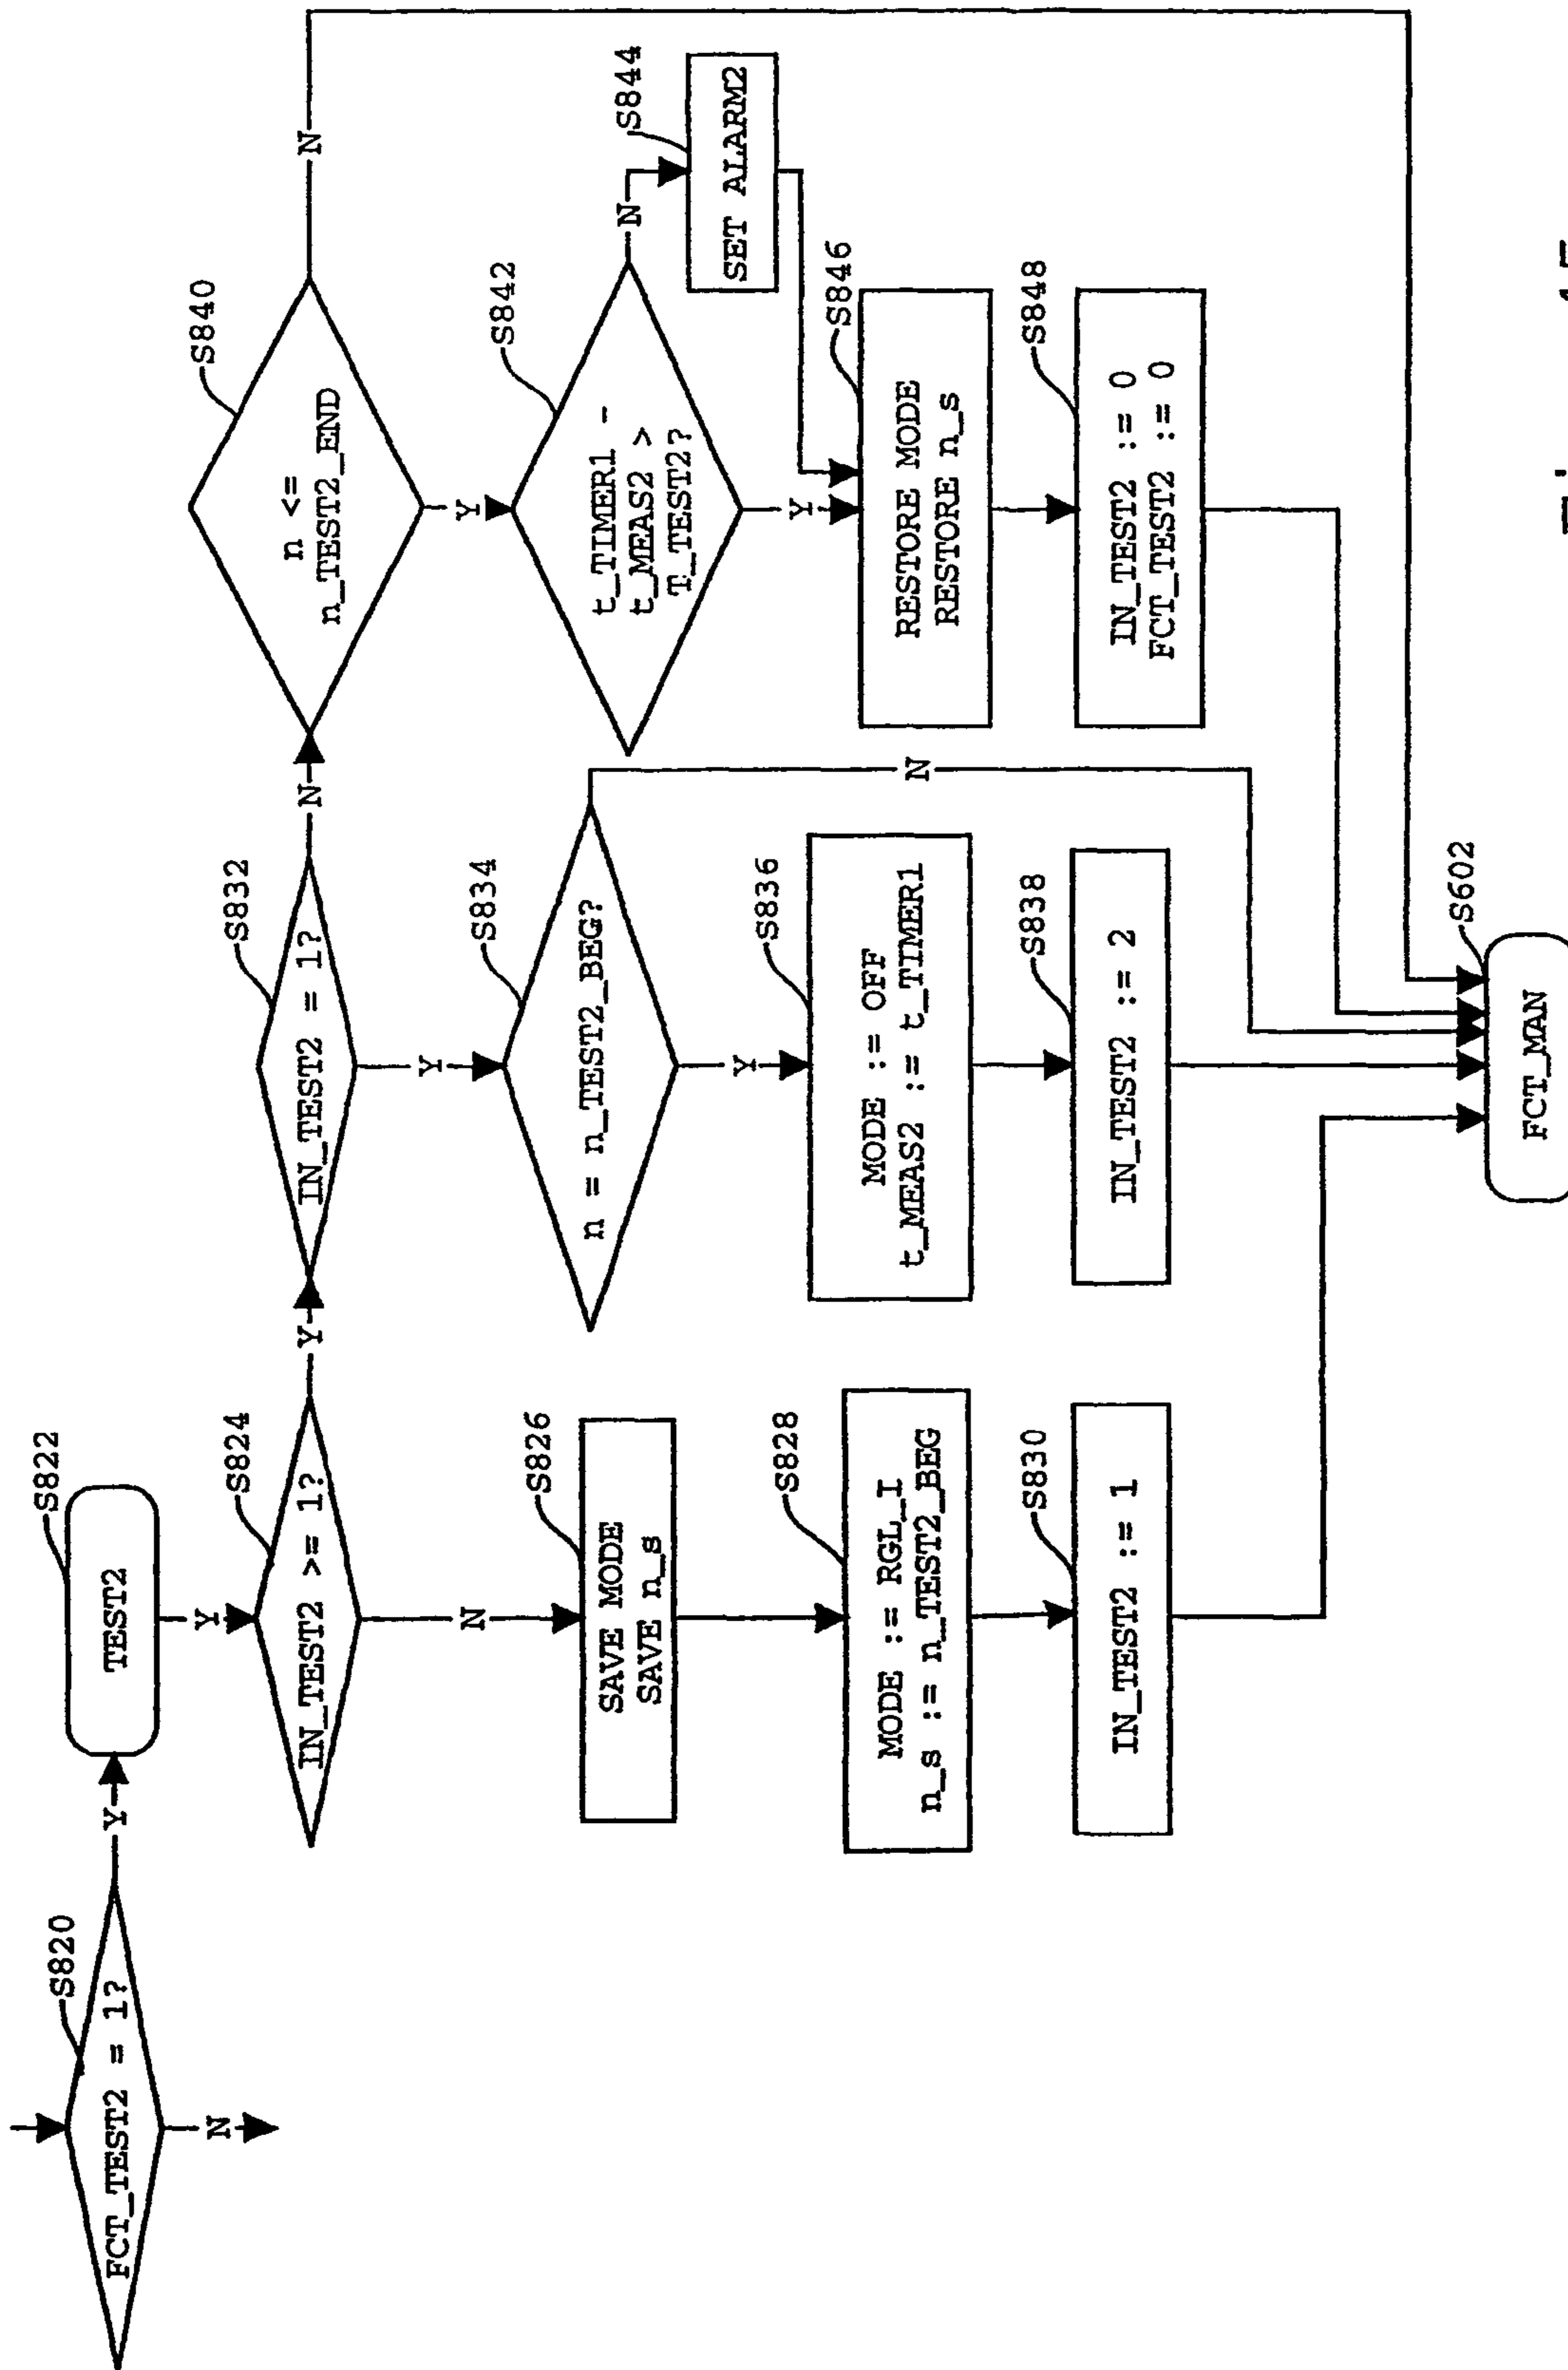 S820
FCT_TEST2 = 1?
Y
N
S822
TEST2
Y
S824
IN_TEST2 >= 1?
Y
N
S826
SAVE MODE
SAVE n_s
S828
MODE := RGL_I
n_s := n_TEST2_BEG
S830
IN_TEST2 := 1
S832
IN_TEST2 = 1?
N
Y
S834
n = n_TEST2_BEG?
N
Y
S836
MODE := OFF
t_MEAS2 := t_TIMER1
S838
IN_TEST2 := 2
S840
n <=
n_TEST2_END
N
Y
S842
t_TIMER1 -
t_MEAS2 >
T_TEST2?
N
Y
S844
SET ALARM2
S846
RESTORE MODE
RESTORE n_s
S848
IN_TEST2 := 0
FCT_TEST2 := 0
S602
FCT_MAN